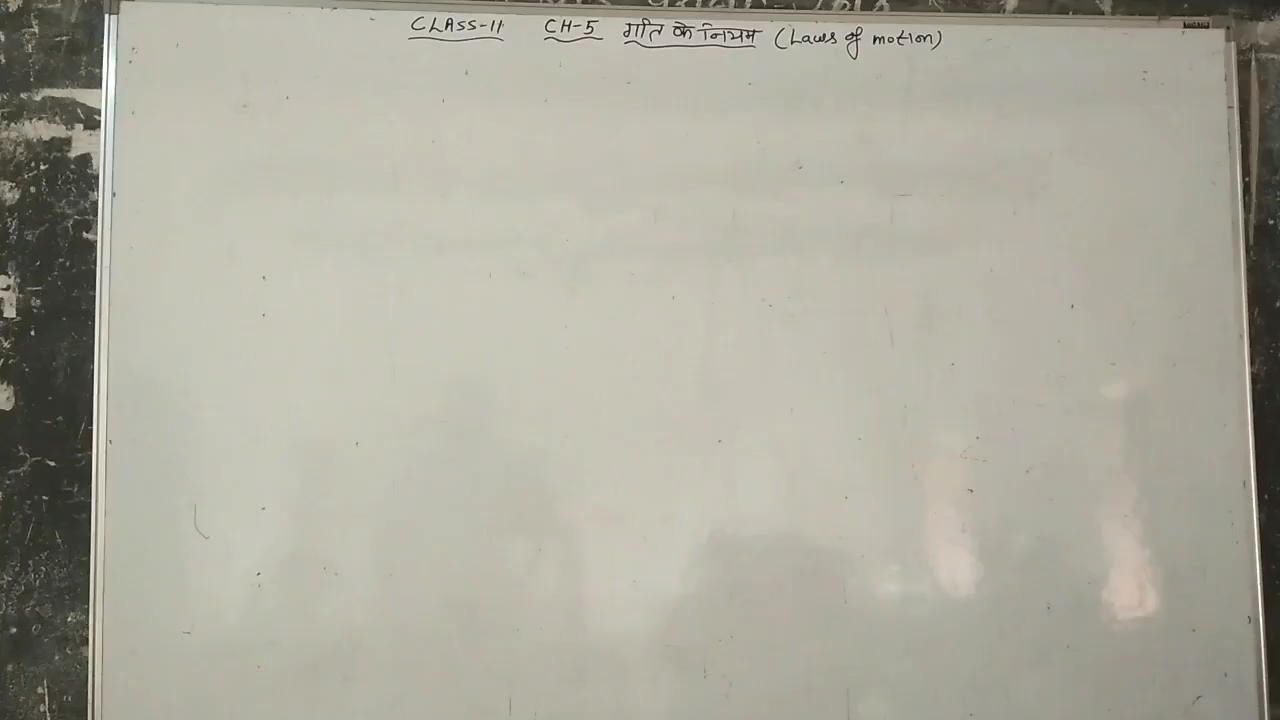 CLASS-11 CH-5 गति के नियम (Laws of motion)